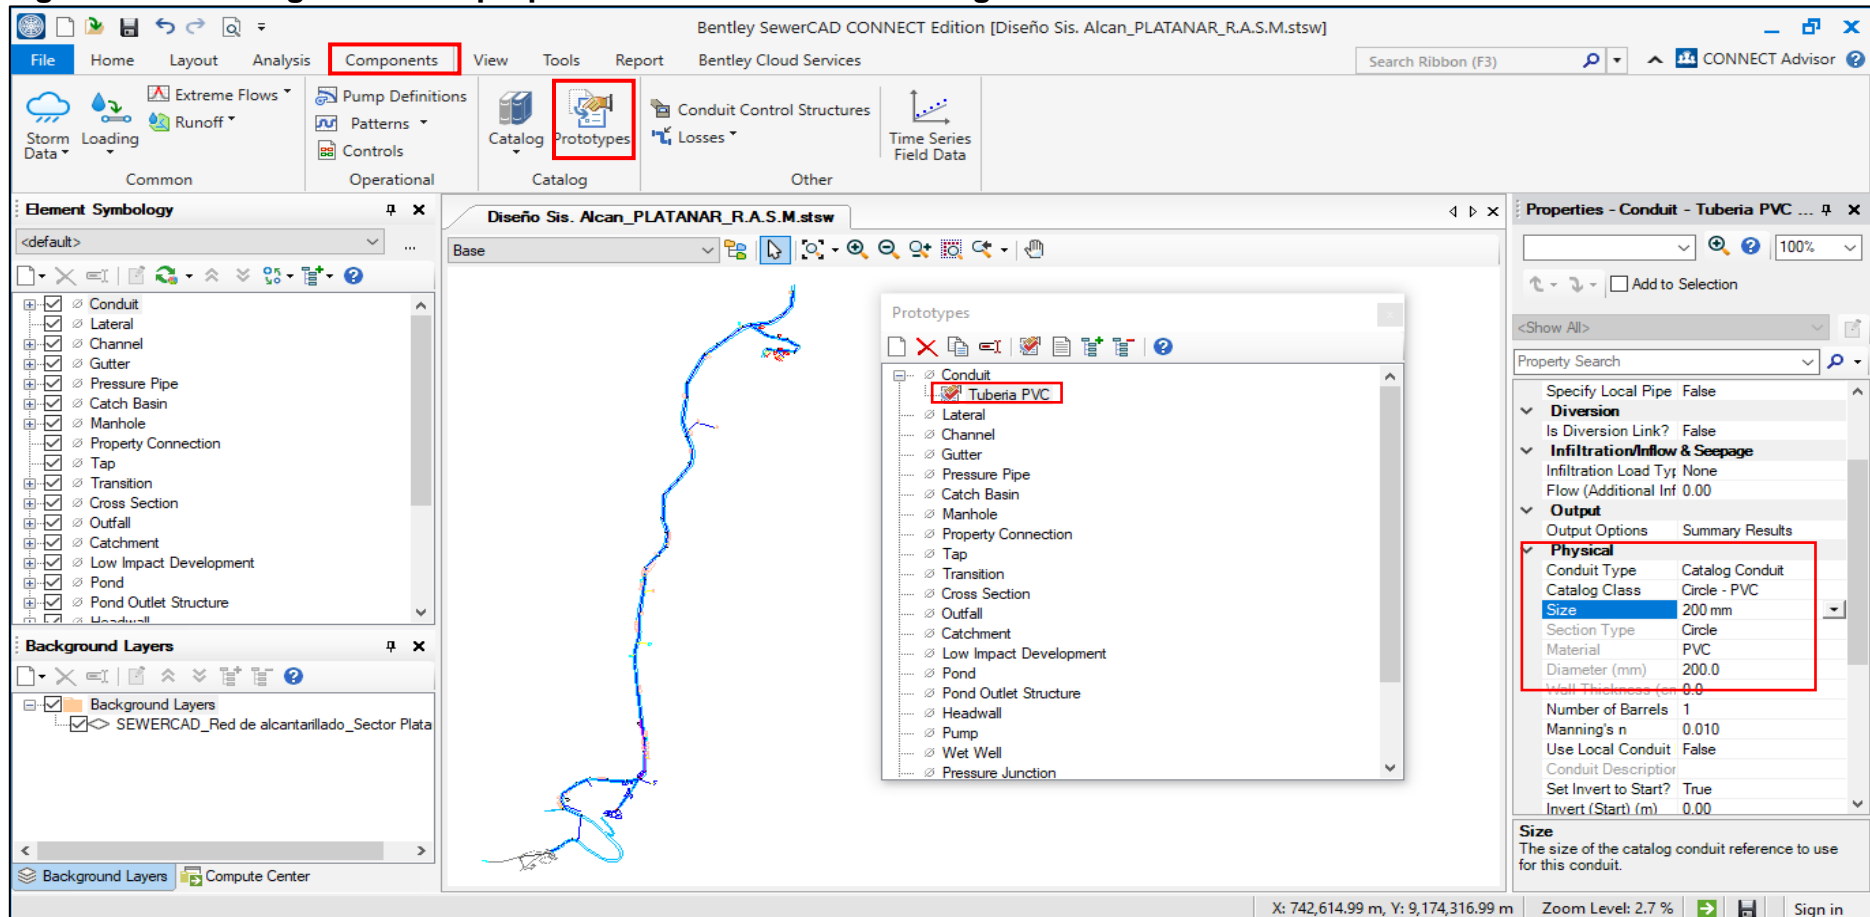 Bentley SewerCAD CONNECT Edition [Diseño Sis. Alcan_PLATANAR_R.A.S.M.stsw]
File Home Layout Analysis Components View Tools Report Bentley Cloud Services
Search Ribbon (F3)
CONNECT Advisor
Storm Data
Loading
Extreme Flows
Runoff
Common
Pump Definitions
Patterns
Controls
Operational
Catalog
Prototypes
Catalog
Conduit Control Structures
Losses
Time Series Field Data
Other
Element Symbology
<default>
...
Conduit
Lateral
Channel
Gutter
Pressure Pipe
Catch Basin
Manhole
Property Connection
Tap
Transition
Cross Section
Outfall
Catchment
Low Impact Development
Pond
Pond Outlet Structure
Headwall
Background Layers
Background Layers
SEWERCAD_Red de alcantarillado_Sector Plata
Background Layers
Compute Center
Diseño Sis. Alcan_PLATANAR_R.A.S.M.stsw
Base
Prototypes
Conduit
Tuberia PVC
Lateral
Channel
Gutter
Pressure Pipe
Catch Basin
Manhole
Property Connection
Tap
Transition
Cross Section
Outfall
Catchment
Low Impact Development
Pond
Pond Outlet Structure
Headwall
Pump
Wet Well
Pressure Junction
Properties - Conduit - Tuberia PVC ...
100%
Add to Selection
<Show All>
Property Search
Specify Local Pipe False
Diversion
Is Diversion Link? False
Infiltration/Inflow & Seepage
Infiltration Load Typ None
Flow (Additional Inf 0.00
Output
Output Options Summary Results
Physical
Conduit Type Catalog Conduit
Catalog Class Circle - PVC
Size 200 mm
Section Type Circle
Material PVC
Diameter (mm) 200.0
Wall Thickness (cm 0.0
Number of Barrels 1
Manning's n 0.010
Use Local Conduit False
Conduit Description
Set Invert to Start? True
Invert (Start) (m) 0.00
Size
The size of the catalog conduit reference to use
for this conduit.
X: 742,614.99 m, Y: 9,174,316.99 m
Zoom Level: 2.7 %
Sign in